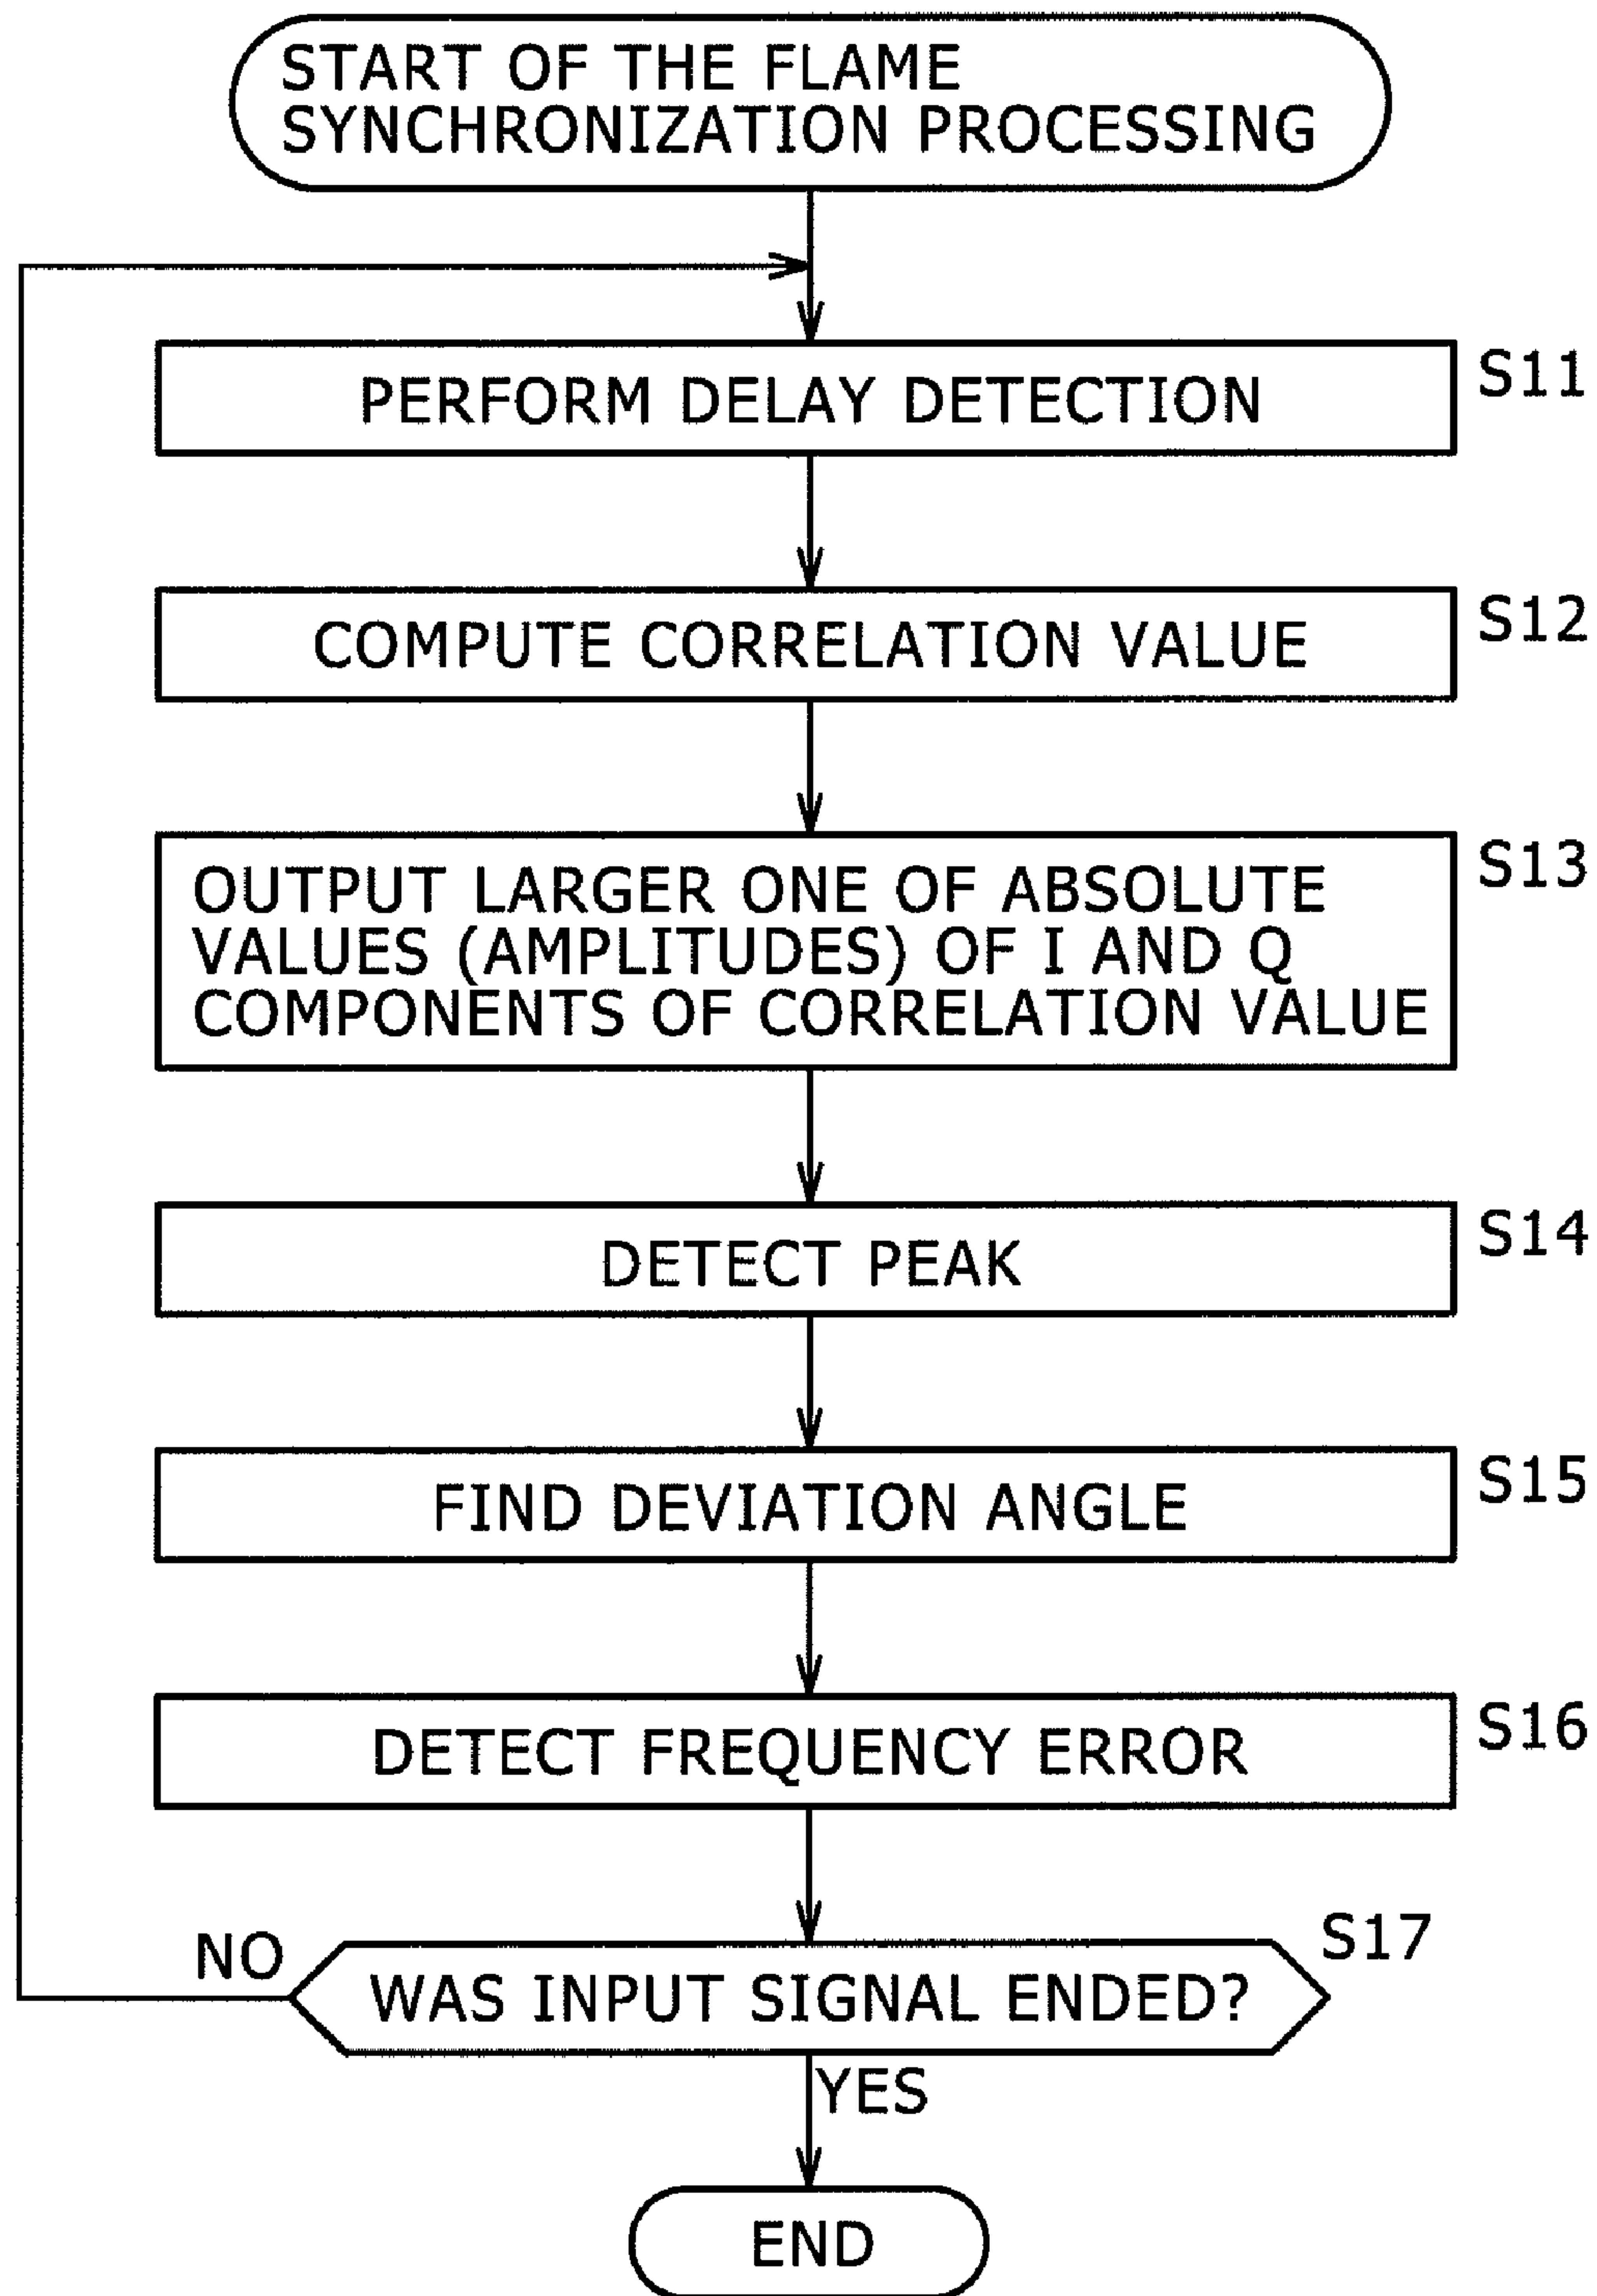 START OF THE FLAME
SYNCHRONIZATION PROCESSING
PERFORM DELAY DETECTION
S11
COMPUTE CORRELATION VALUE
S12
OUTPUT LARGER ONE OF ABSOLUTE
VALUES (AMPLITUDES) OF I AND Q
COMPONENTS OF CORRELATION VALUE
S13
DETECT PEAK
S14
FIND DEVIATION ANGLE
S15
DETECT FREQUENCY ERROR
S16
WAS INPUT SIGNAL ENDED?
S17
NO
YES
END